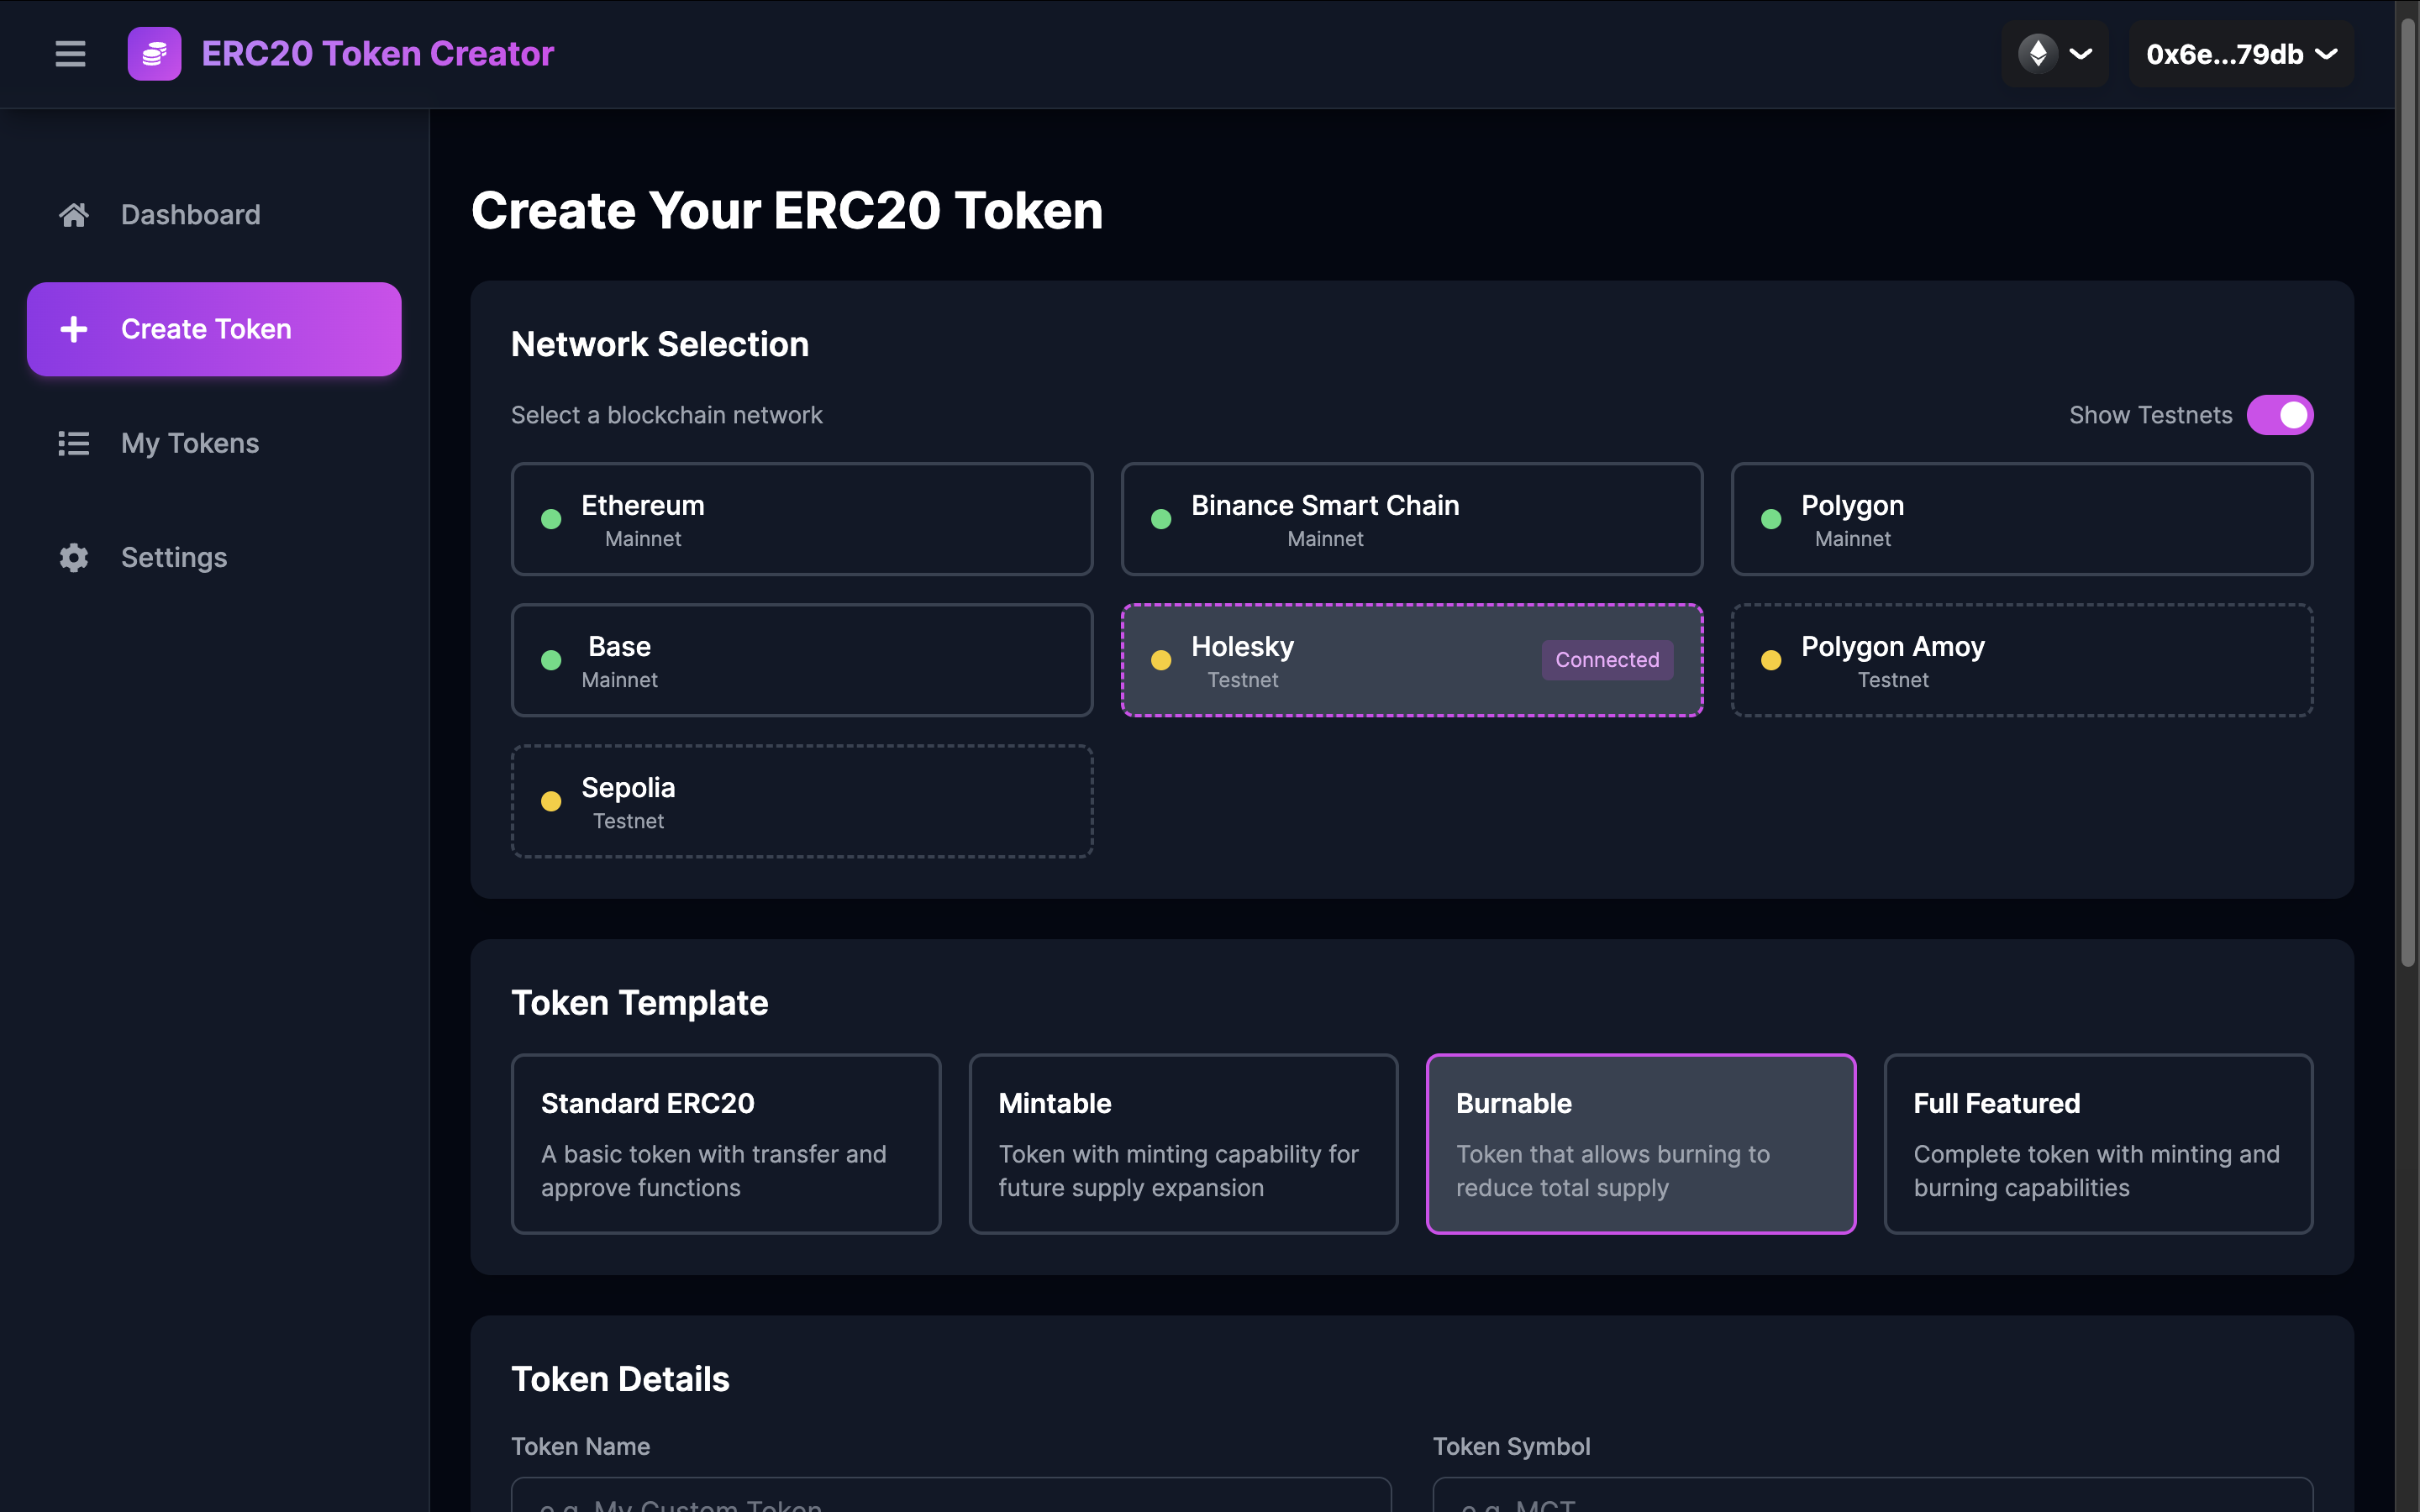 ERC20 Token Creator
0x6e...79db
Dashboard
Create Token
My Tokens
Settings
Create Your ERC20 Token
Network Selection
Select a blockchain network
Show Testnets
Ethereum
Mainnet
Binance Smart Chain
Mainnet
Polygon
Mainnet
Base
Mainnet
Holesky
Testnet
Connected
Polygon Amoy
Testnet
Sepolia
Testnet
Token Template
Standard ERC20
A basic token with transfer and
approve functions
Mintable
Token with minting capability for
future supply expansion
Burnable
Token that allows burning to
reduce total supply
Full Featured
Complete token with minting and
burning capabilities
Token Details
Token Name
Token Symbol
e.g. My Custom Token
e.g. MCT